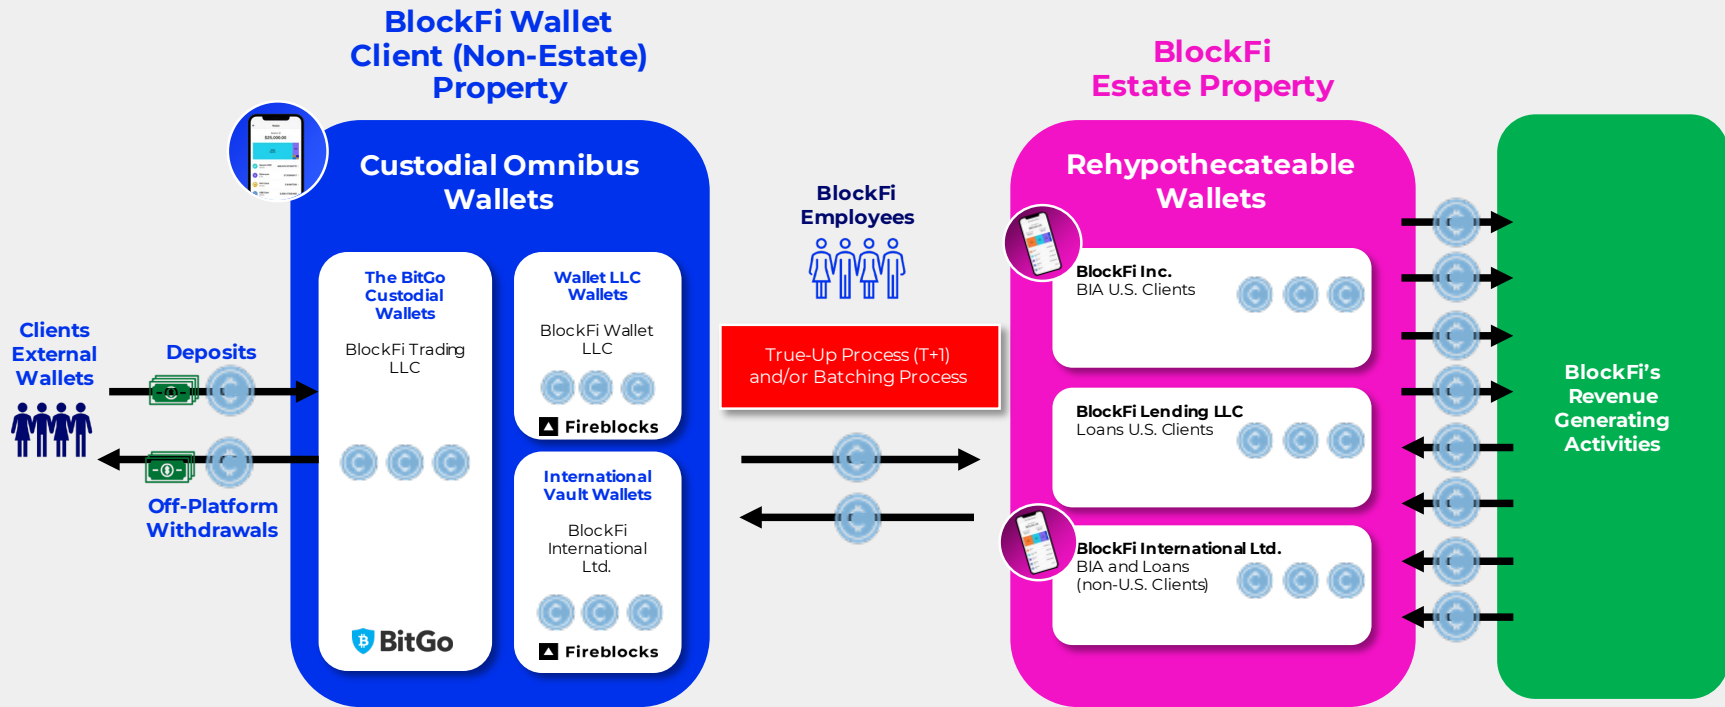 BlockFi Wallet
Client (Non-Estate)
Property
BlockFi
Estate Property
Custodial Omnibus
Wallets
Rehypothecateable
Wallets
BlockFi
Employees
The BitGo
Custodial
Wallets
BlockFi Trading
LLC
BitGo
Wallet LLC
Wallets
BlockFi Wallet
LLC
Fireblocks
International
Vault Wallets
BlockFi
International
Ltd.
Fireblocks
Clients
External
Wallets
Deposits
Off-Platform
Withdrawals
True-Up Process (T+1)
and/or Batching Process
BlockFi Inc.
BIA U.S. Clients
BlockFi Lending LLC
Loans U.S. Clients
BlockFi International Ltd.
BIA and Loans
(non-U.S. Clients)
BlockFi's
Revenue
Generating
Activities